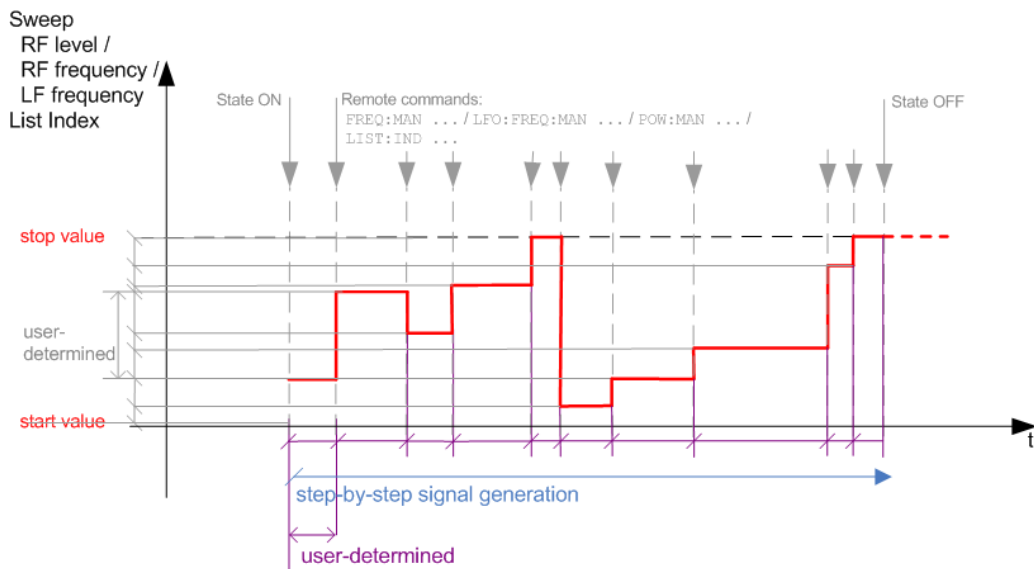 Sweep
RF level /
RF frequency /
LF frequency
List Index
State ON
Remote commands:
FREQ:MAN ... / LFO:FREQ:MAN ... / POW:MAN ... /
LIST:IND ...
State OFF
stop value
user-
determined
start value
t
step-by-step signal generation
user-determined